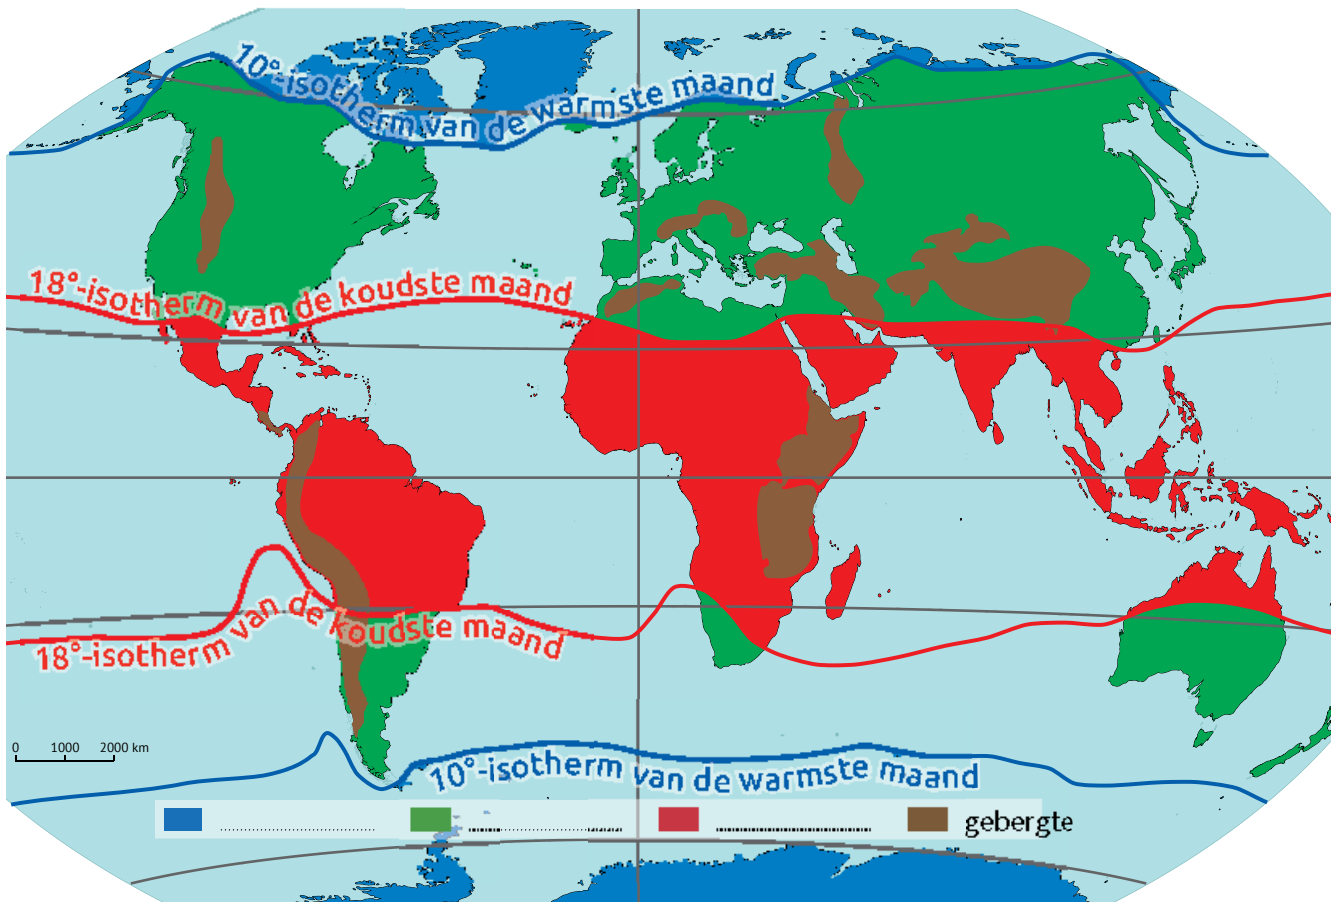 10°-isotherm van de warmste maand
18°-isotherm van de koudste maand
18°-isotherm van de koudste maand
0 1000 2000 km
10°-isotherm van de warmste maand
gebergte